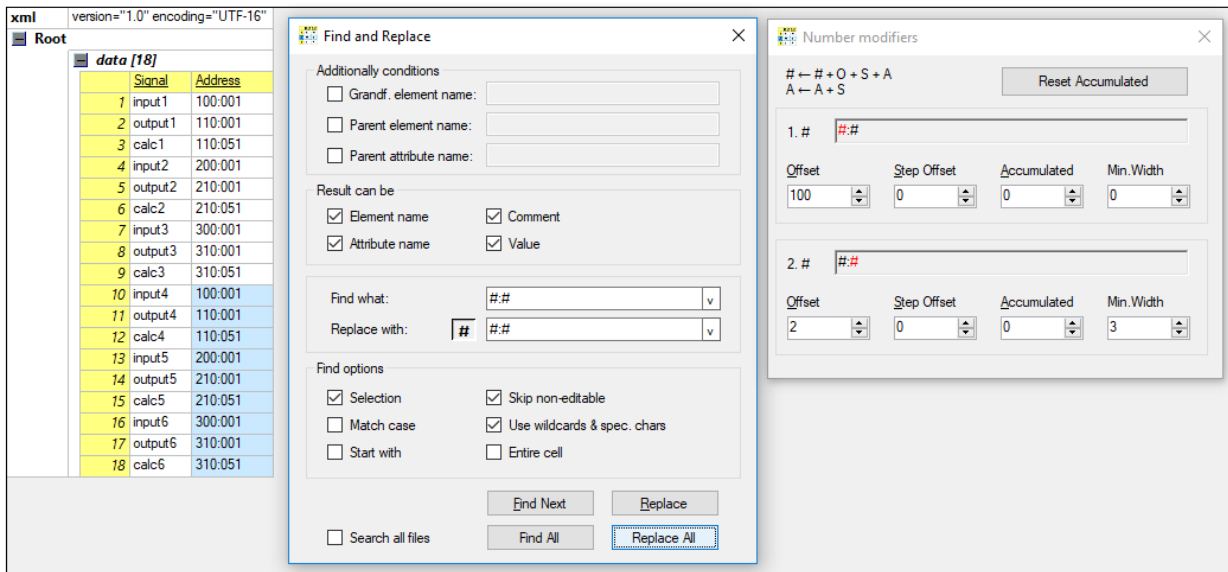 xml version="1.0" encoding="UTF-16"
Root
data [18]
Signal Address
1 input1 100:001
2 output1 110:001
3 calc1 110:051
4 input2 200:001
5 output2 210:001
6 calc2 210:051
7 input3 300:001
8 output3 310:001
9 calc3 310:051
10 input4 100:001
11 output4 110:001
12 calc4 110:051
13 input5 200:001
14 output5 210:001
15 calc5 210:051
16 input6 300:001
17 output6 310:001
18 calc6 310:051
Find and Replace
Additionally conditions
Grandf. element name:
Parent element name:
Parent attribute name:
Result can be
Element name Comment
Attribute name Value
Find what: #:# v
Replace with: # #:# v
Find options
Selection Skip non-editable
Match case Use wildcards & spec. chars
Start with Entire cell
Find Next Replace
Search all files Find All Replace All
Number modifiers
# ← # + O + S + A
A ← A + S
Reset Accumulated
1. # #:#
Offset Step Offset Accumulated Min.Width
100 0 0 0
2. # #:#
Offset Step Offset Accumulated Min.Width
2 0 0 3